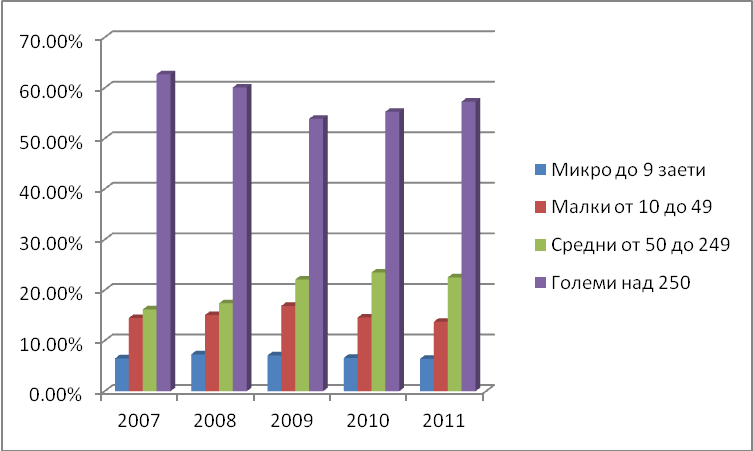 70.00%
60.00%
50.00%
40.00%
30.00%
20.00%
10.00%
0.00%
2007 2008 2009 2010 2011
Микро до 9 заети
Малки от 10 до 49
Средни от 50 до 249
Големи над 250